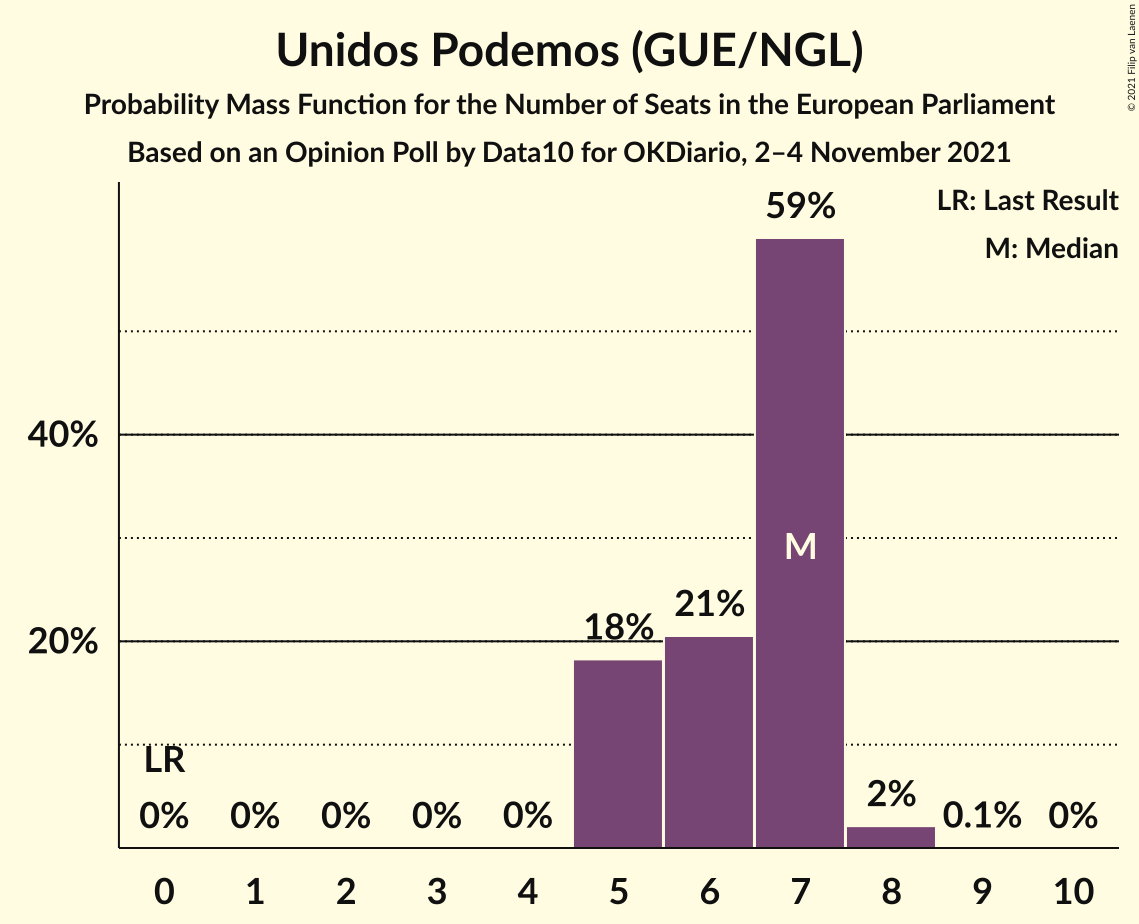 Unidos Podemos (GUE/NGL)
Probability Mass Function for the Number of Seats in the European Parliament
Based on an Opinion Poll by Data10 for OKDiario, 2–4 November 2021
© 2021 Filip van Laenen
LR: Last Result
M: Median
59%
40%
M
21%
18%
20%
LR
0% 0% 0% 0% 0% 2% 0.1% 0%
0 1 2 3 4 5 6 7 8 9 10